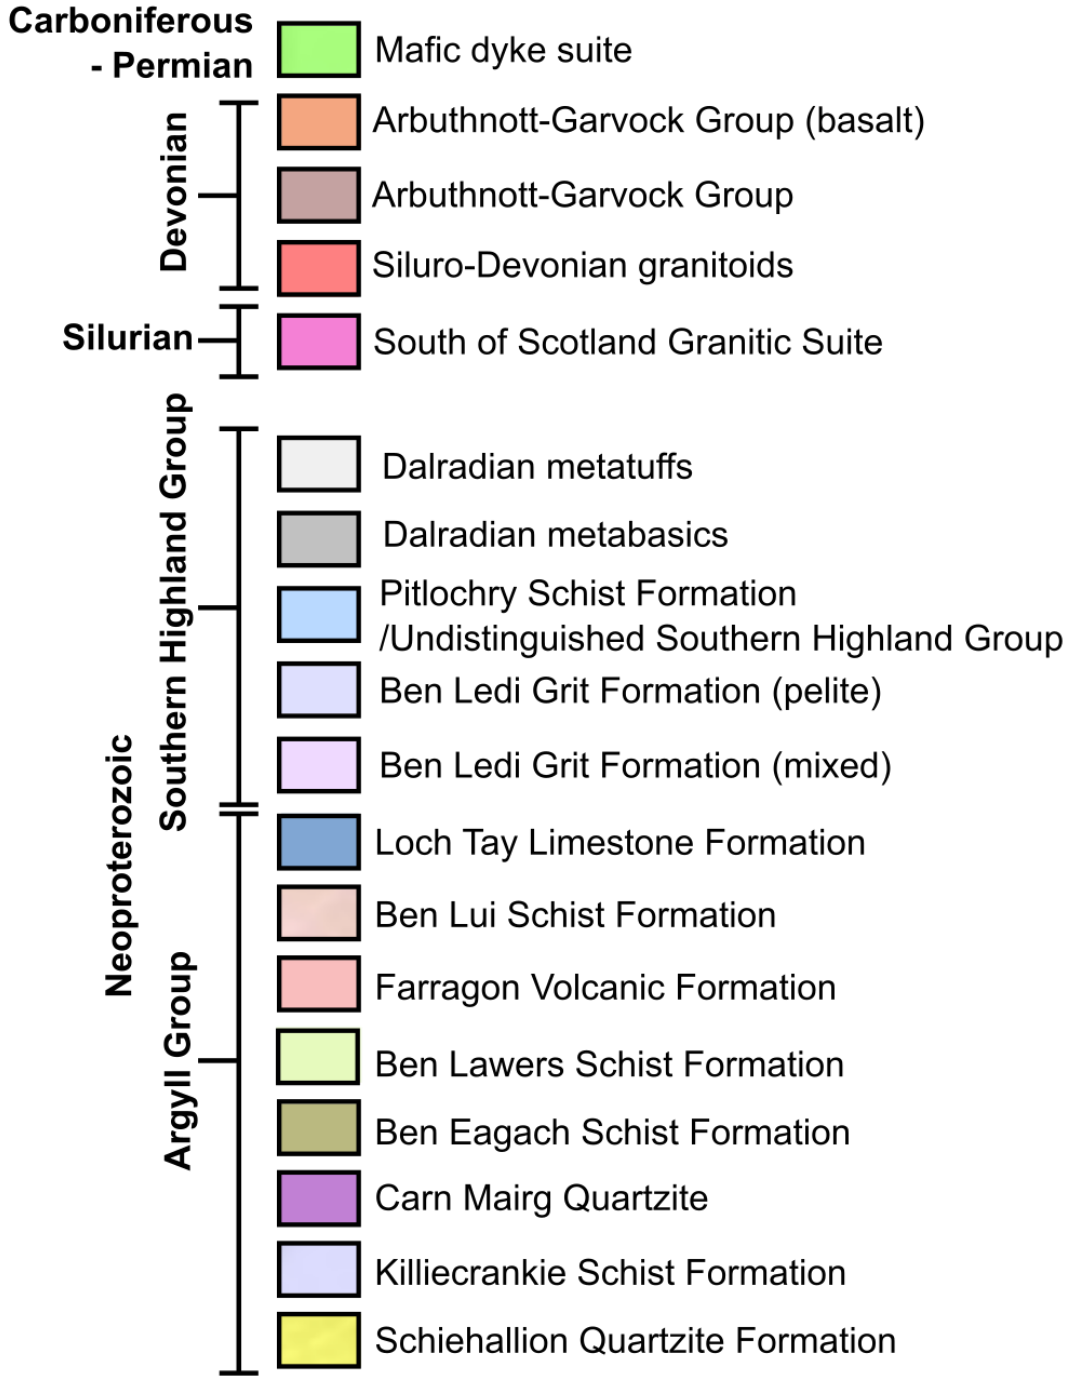 Carboniferous
- Permian
Mafic dyke suite
Devonian
Arbuthnott-Garvock Group (basalt)
Arbuthnott-Garvock Group
Siluro-Devonian granitoids
Silurian
South of Scotland Granitic Suite
Neoproterozoic
Southern Highland Group
Dalradian metatuffs
Dalradian metabasics
Pitlochry Schist Formation
/Undistinguished Southern Highland Group
Ben Ledi Grit Formation (pelite)
Ben Ledi Grit Formation (mixed)
Argyll Group
Loch Tay Limestone Formation
Ben Lui Schist Formation
Farragon Volcanic Formation
Ben Lawers Schist Formation
Ben Eagach Schist Formation
Carn Mairg Quartzite
Killiecrankie Schist Formation
Schiehallion Quartzite Formation